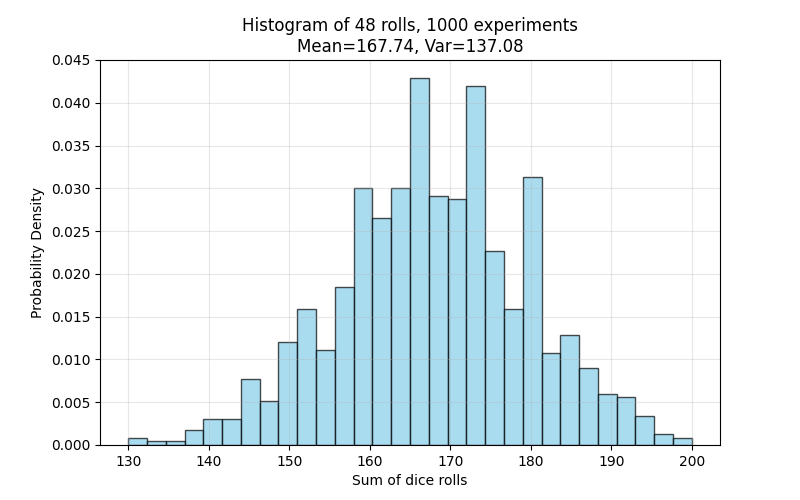 Histogram of 48 rolls, 1000 experiments
Mean=167.74, Var=137.08
Probability Density
0.045
0.040
0.035
0.030
0.025
0.020
0.015
0.010
0.005
0.000
130 140 150 160 170 180 190 200
Sum of dice rolls